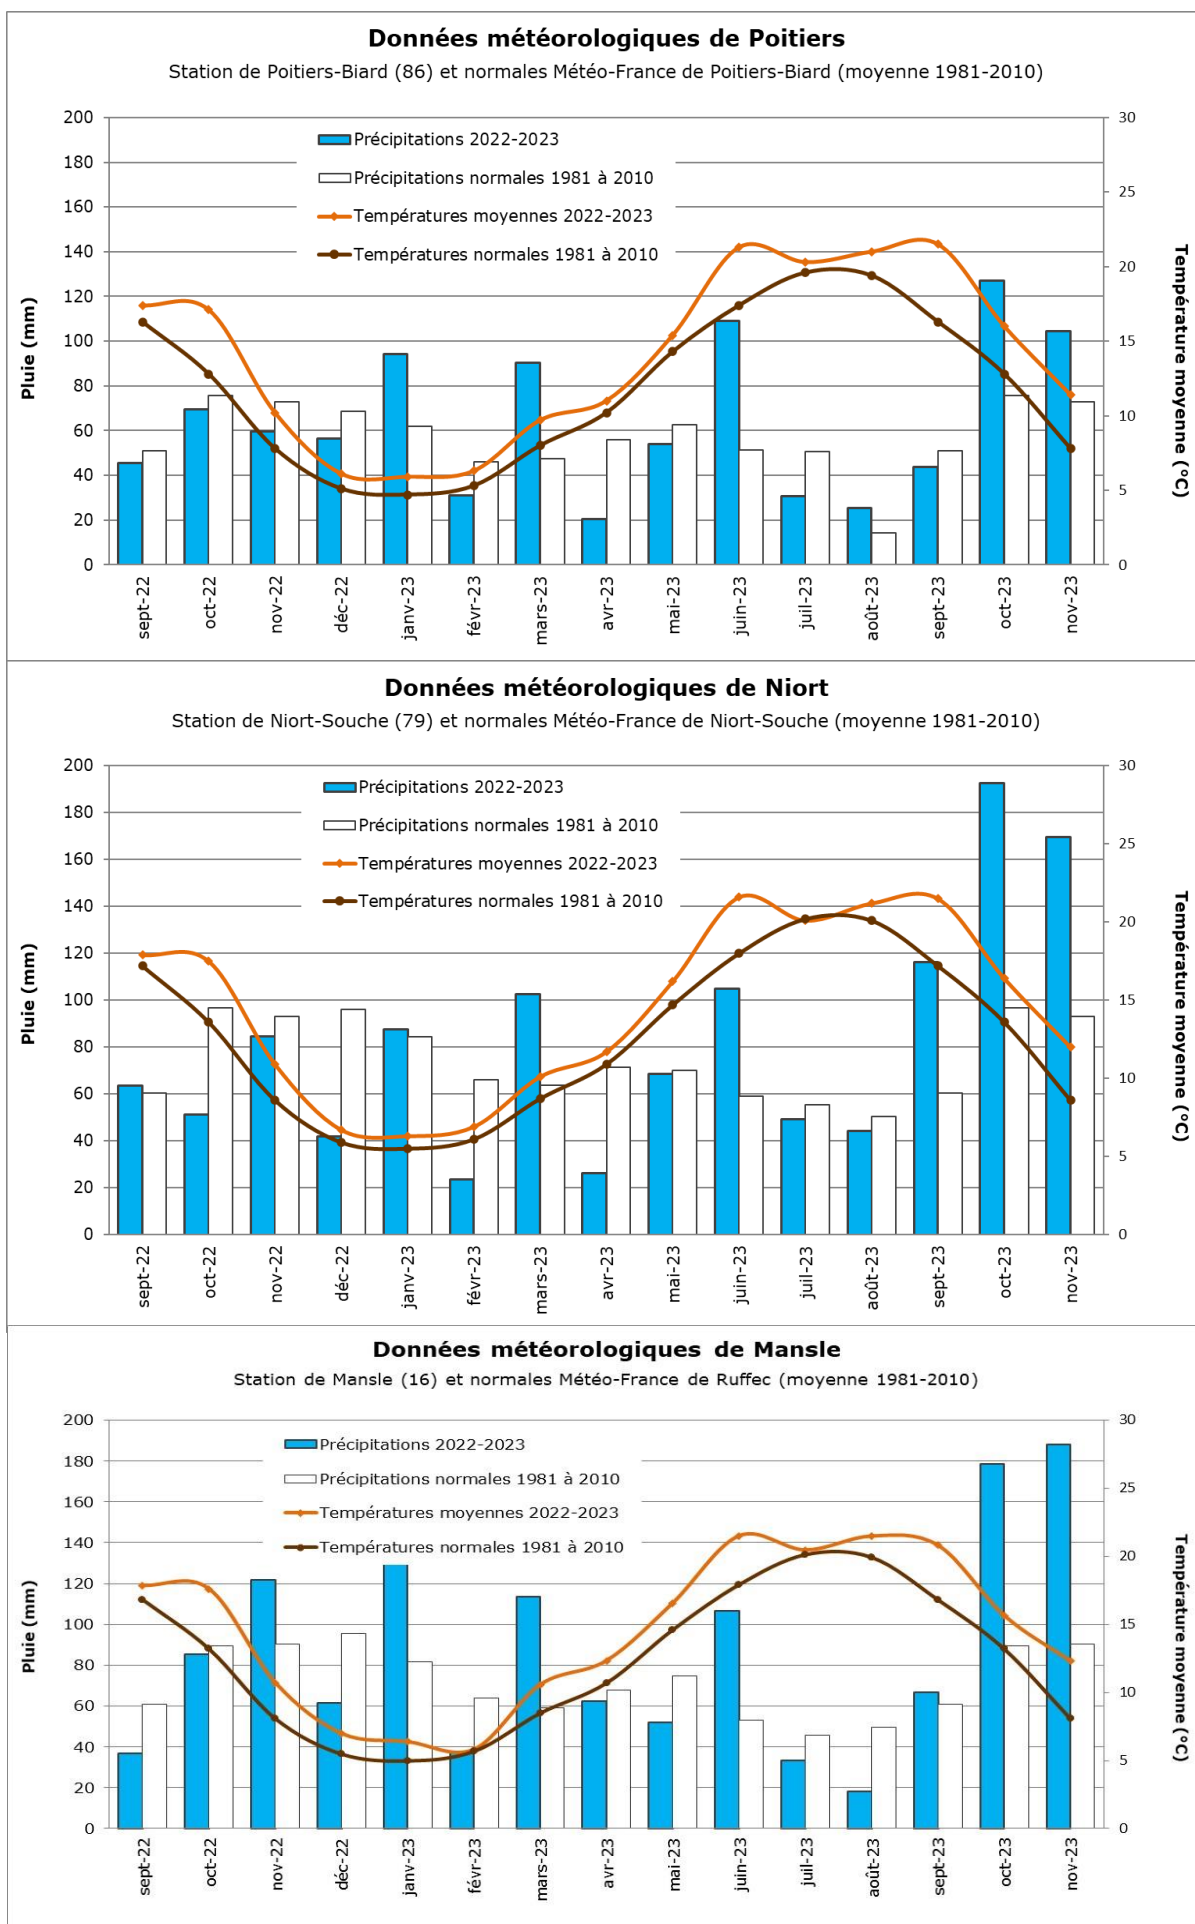 Données météorologiques de Poitiers
Station de Poitiers-Biard (86) et normales Météo-France de Poitiers-Biard (moyenne 1981-2010)
Pluie (mm)
200
180
160
140
120
100
80
60
40
20
0
Précipitations 2022-2023
Précipitations normales 1981 à 2010
Températures moyennes 2022-2023
Températures normales 1981 à 2010
30
25
20
15
10
5
0
Température moyenne (°C)
sept-22
oct-22
nov-22
déc-22
janv-23
févr-23
mars-23
avr-23
mai-23
juin-23
juil-23
août-23
sept-23
oct-23
nov-23
Données météorologiques de Niort
Station de Niort-Souche (79) et normales Météo-France de Niort-Souche (moyenne 1981-2010)
Pluie (mm)
200
180
160
140
120
100
80
60
40
20
0
Précipitations 2022-2023
Précipitations normales 1981 à 2010
Températures moyennes 2022-2023
Températures normales 1981 à 2010
30
25
20
15
10
5
0
Température moyenne (°C)
sept-22
oct-22
nov-22
déc-22
janv-23
févr-23
mars-23
avr-23
mai-23
juin-23
juil-23
août-23
sept-23
oct-23
nov-23
Données météorologiques de Mansle
Station de Mansle (16) et normales Météo-France de Ruffec (moyenne 1981-2010)
Pluie (mm)
200
180
160
140
120
100
80
60
40
20
0
Précipitations 2022-2023
Précipitations normales 1981 à 2010
Températures moyennes 2022-2023
Températures normales 1981 à 2010
30
25
20
15
10
5
0
Température moyenne (°C)
sept-22
oct-22
nov-22
déc-22
janv-23
févr-23
mars-23
avr-23
mai-23
juin-23
juil-23
août-23
sept-23
oct-23
nov-23